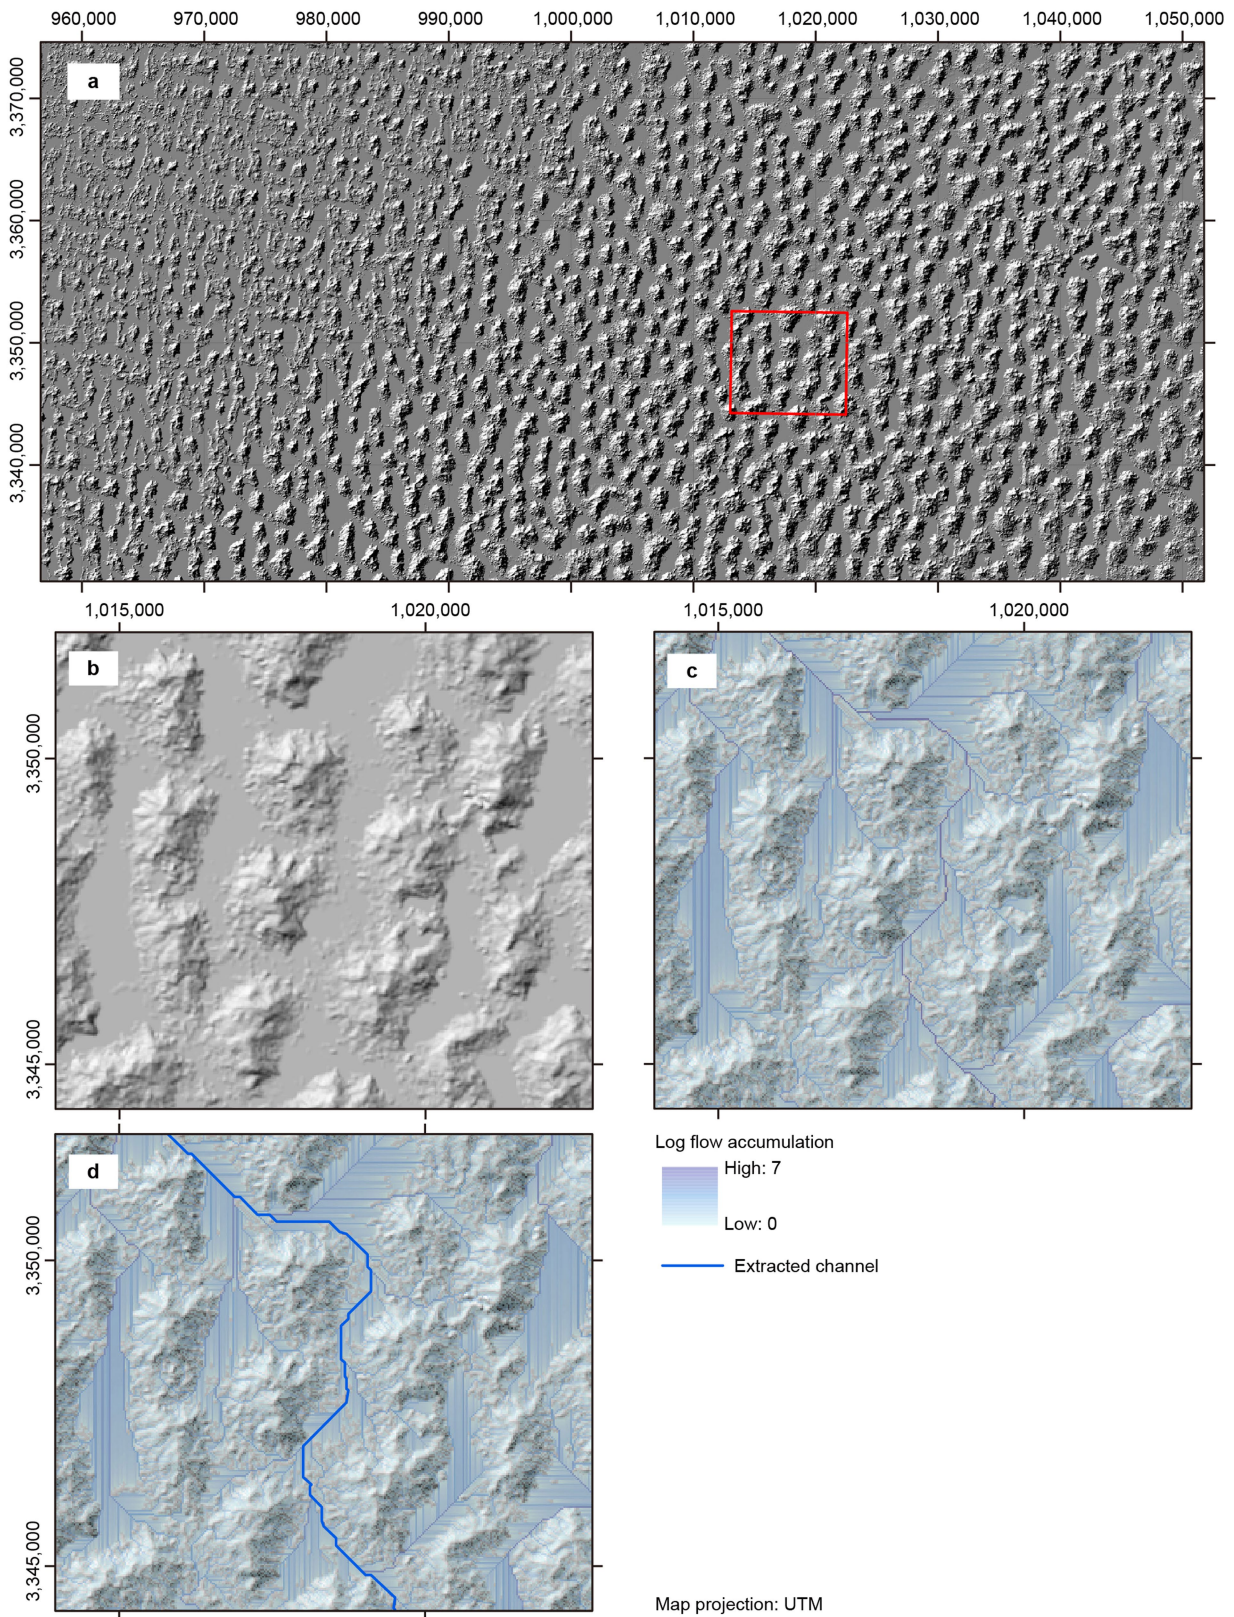 960,000 970,000 980,000 990,000 1,000,000 1,010,000 1,020,000 1,030,000 1,040,000 1,050,000
a
3,370,000
3,360,000
3,350,000
3,340,000
1,015,000 1,020,000
1,015,000 1,020,000
b
3,350,000
3,345,000
c
d
3,350,000
3,345,000
Log flow accumulation
High: 7
Low: 0
Extracted channel
Map projection: UTM